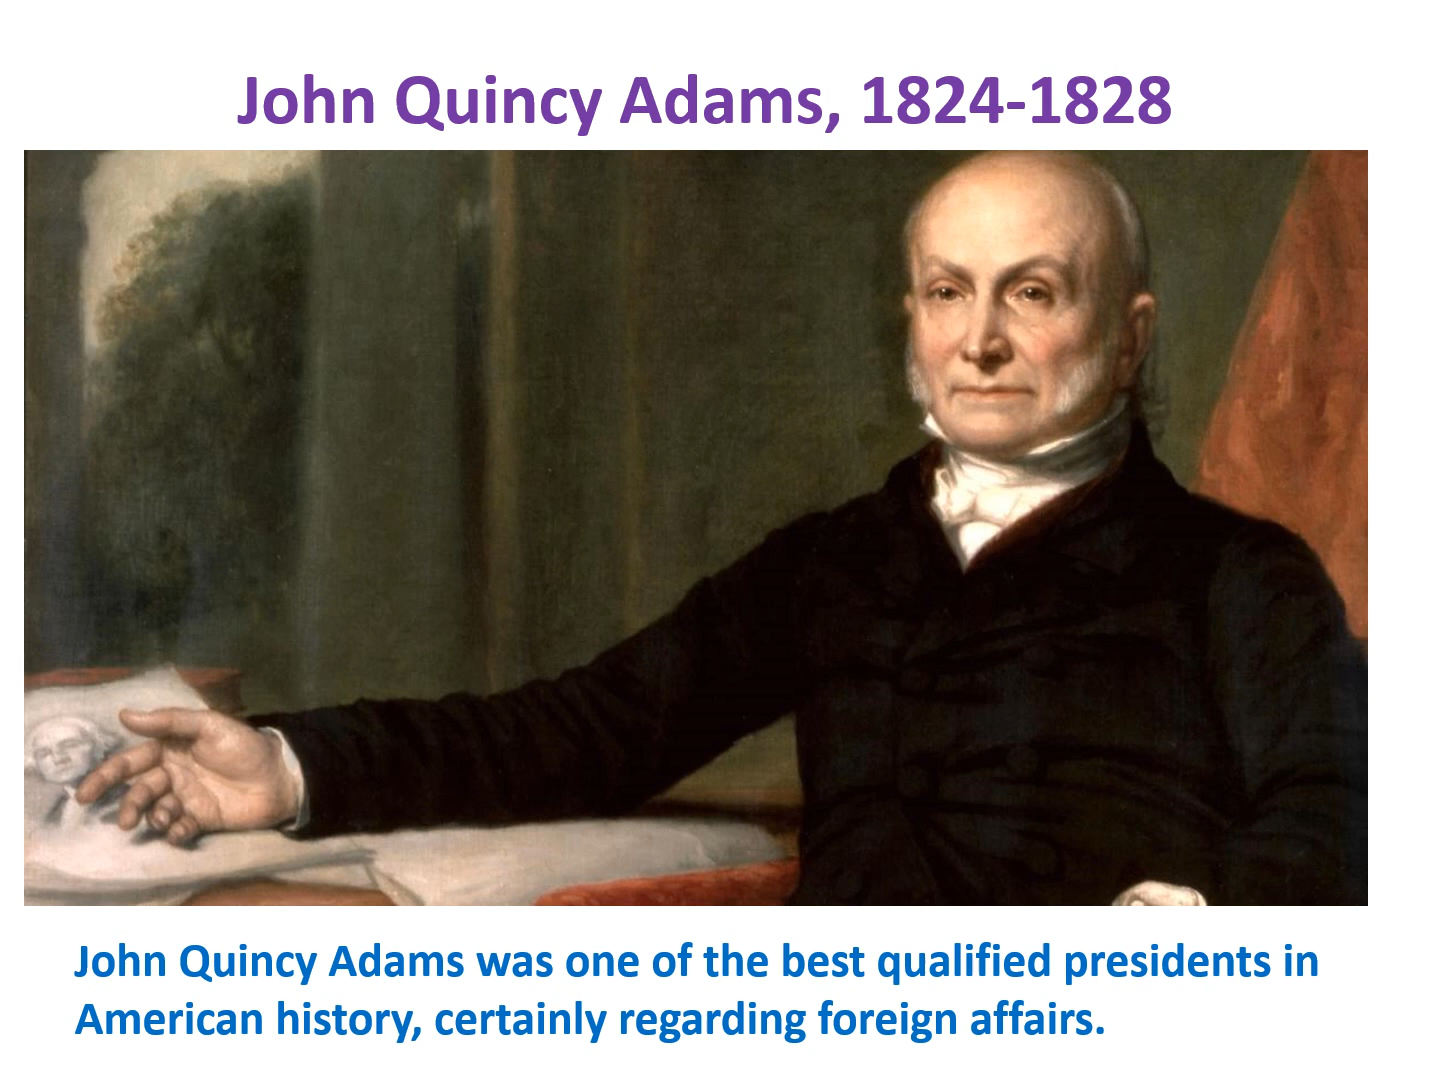 John Quincy Adams, 1824-1828
John Quincy Adams was one of the best qualified presidents in
American history, certainly regarding foreign affairs.